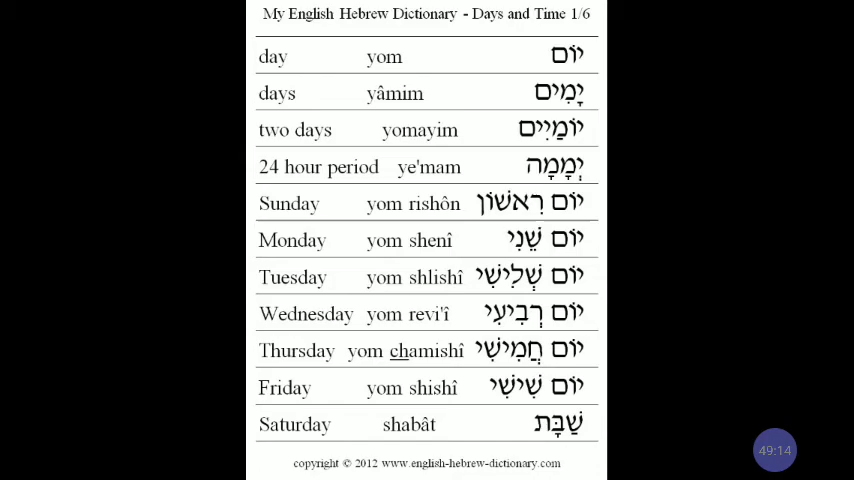 My English Hebrew Dictionary - Days and Time 1/6
day yom יוֹם
days yâmim יָמִים
two days yomayim יוֹמַיִים
24 hour period ye'mam יְמָמָה
Sunday yom rishôn יוֹם רִאשׁוֹן
Monday yom shenî יוֹם שֵׁנִי
Tuesday yom shlishî יוֹם שְׁלִישִׁי
Wednesday yom revi'î יוֹם רְבִיעִי
Thursday yom chamishî יוֹם חֲמִישִׁי
Friday yom shishî יוֹם שִׁישִׁי
Saturday shabât שַׁבָּת
copyright © 2012 www.english-hebrew-dictionary.com
49:14